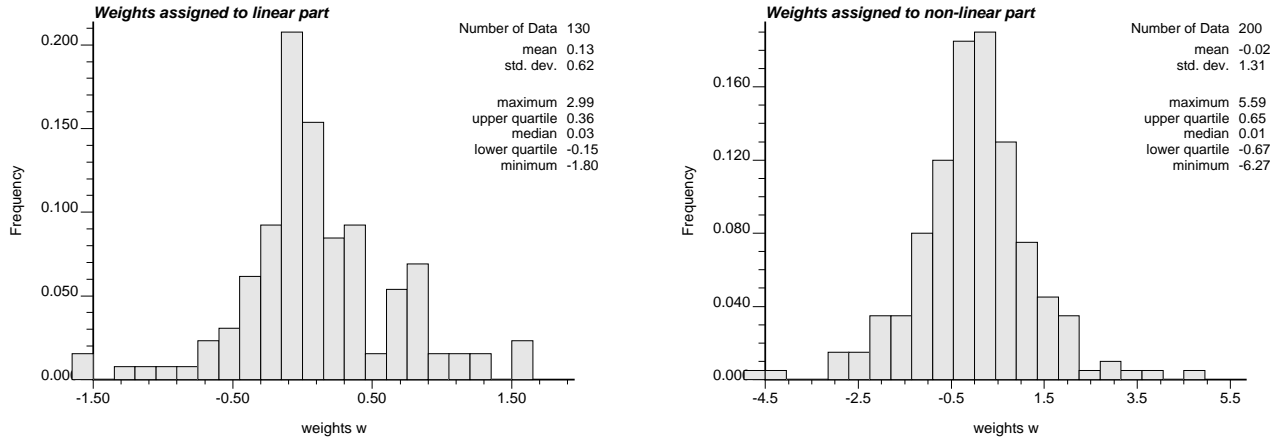 Weights assigned to linear part
Number of Data 130
mean 0.13
std. dev. 0.62
maximum 2.99
upper quartile 0.36
median 0.03
lower quartile -0.15
minimum -1.80
Frequency
0.200
0.150
0.100
0.050
0.000
-1.50 -0.50 0.50 1.50
weights w
Weights assigned to non-linear part
Number of Data 200
mean -0.02
std. dev. 1.31
maximum 5.59
upper quartile 0.65
median 0.01
lower quartile -0.67
minimum -6.27
Frequency
0.160
0.120
0.080
0.040
0.000
-4.5 -2.5 -0.5 1.5 3.5 5.5
weights w